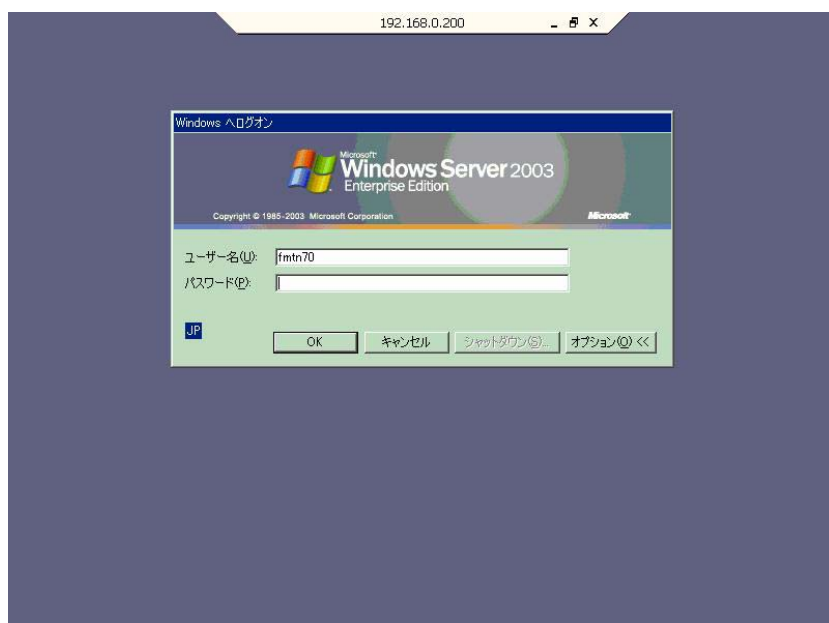 192.168.0.200
Windows へログオン
Microsoft
Windows Server 2003
Enterprise Edition
Copyright © 1985-2003 Microsoft Corporation
Microsoft
ユーザー名(U):
fmtn70
パスワード(P):
JP
OK
キャンセル
シャットダウン(S)...
オプション(O) <<